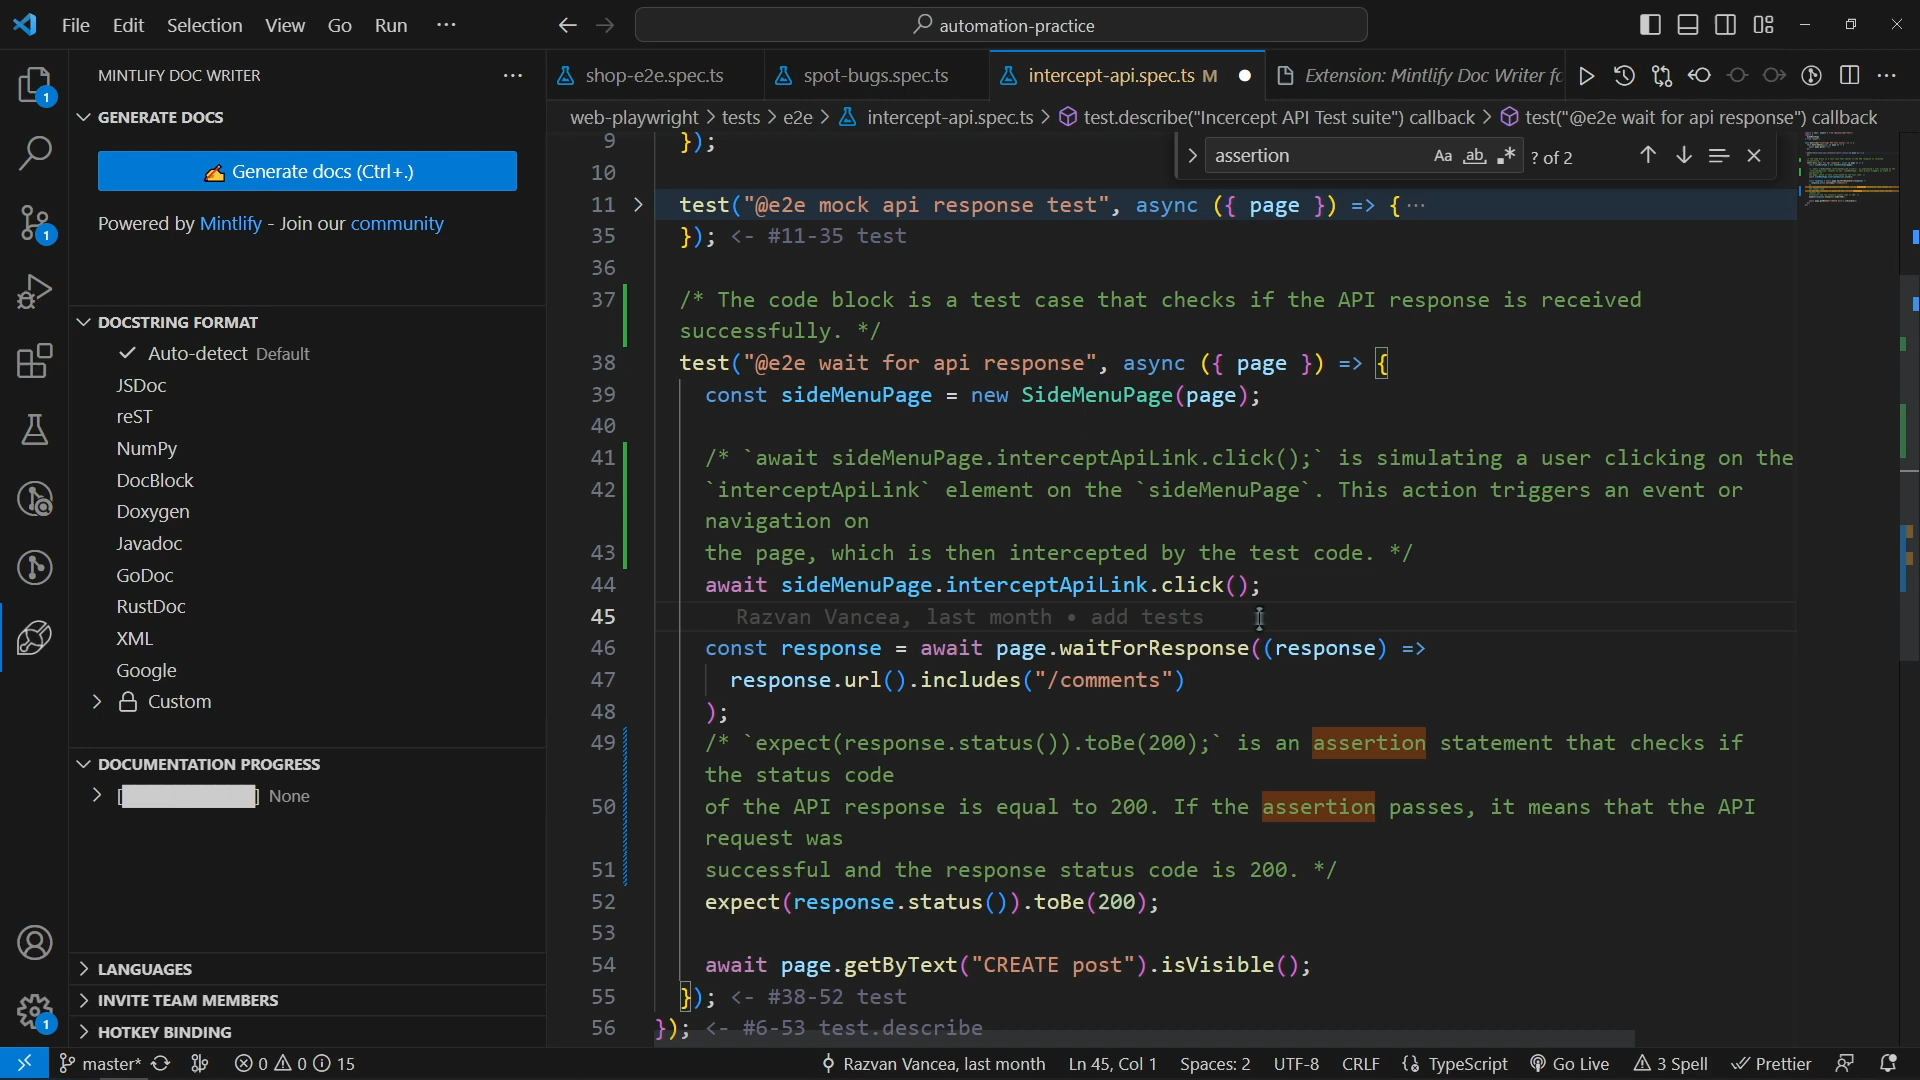 File Edit Selection View Go Run ···
automation-practice
MINTLIFY DOC WRITER
GENERATE DOCS
✍ Generate docs (Ctrl+.)
Powered by Mintlify - Join our community
DOCSTRING FORMAT
Auto-detect Default
JSDoc
reST
NumPy
DocBlock
Doxygen
Javadoc
GoDoc
RustDoc
XML
Google
Custom
DOCUMENTATION PROGRESS
[ ] None
LANGUAGES
INVITE TEAM MEMBERS
HOTKEY BINDING
1
1
1
shop-e2e.spec.ts spot-bugs.spec.ts intercept-api.spec.ts M Extension: Mintlify Doc Writer fo
web-playwright > tests > e2e > intercept-api.spec.ts > test.describe("Incercept API Test suite") callback > test("@e2e wait for api response") callback
assertion Aa ab .* ? of 2
9 });
10
11 test("@e2e mock api response test", async ({ page }) => {···
35 }); <- #11-35 test
36
37 /* The code block is a test case that checks if the API response is received
successfully. */
38 test("@e2e wait for api response", async ({ page }) => {
39 const sideMenuPage = new SideMenuPage(page);
40
41 /* `await sideMenuPage.interceptApiLink.click();` is simulating a user clicking on the
42 `interceptApiLink` element on the `sideMenuPage`. This action triggers an event or
navigation on
43 the page, which is then intercepted by the test code. */
44 await sideMenuPage.interceptApiLink.click();
45 Razvan Vancea, last month • add tests
46 const response = await page.waitForResponse((response) =>
47 response.url().includes("/comments")
48 );
49 /* `expect(response.status()).toBe(200);` is an assertion statement that checks if
the status code
50 of the API response is equal to 200. If the assertion passes, it means that the API
request was
51 successful and the response status code is 200. */
52 expect(response.status()).toBe(200);
53
54 await page.getByText("CREATE post").isVisible();
55 }); <- #38-52 test
56 }); <- #6-53 test.describe
master* 0 0 15 Razvan Vancea, last month Ln 45, Col 1 Spaces: 2 UTF-8 CRLF {} TypeScript Go Live 3 Spell Prettier